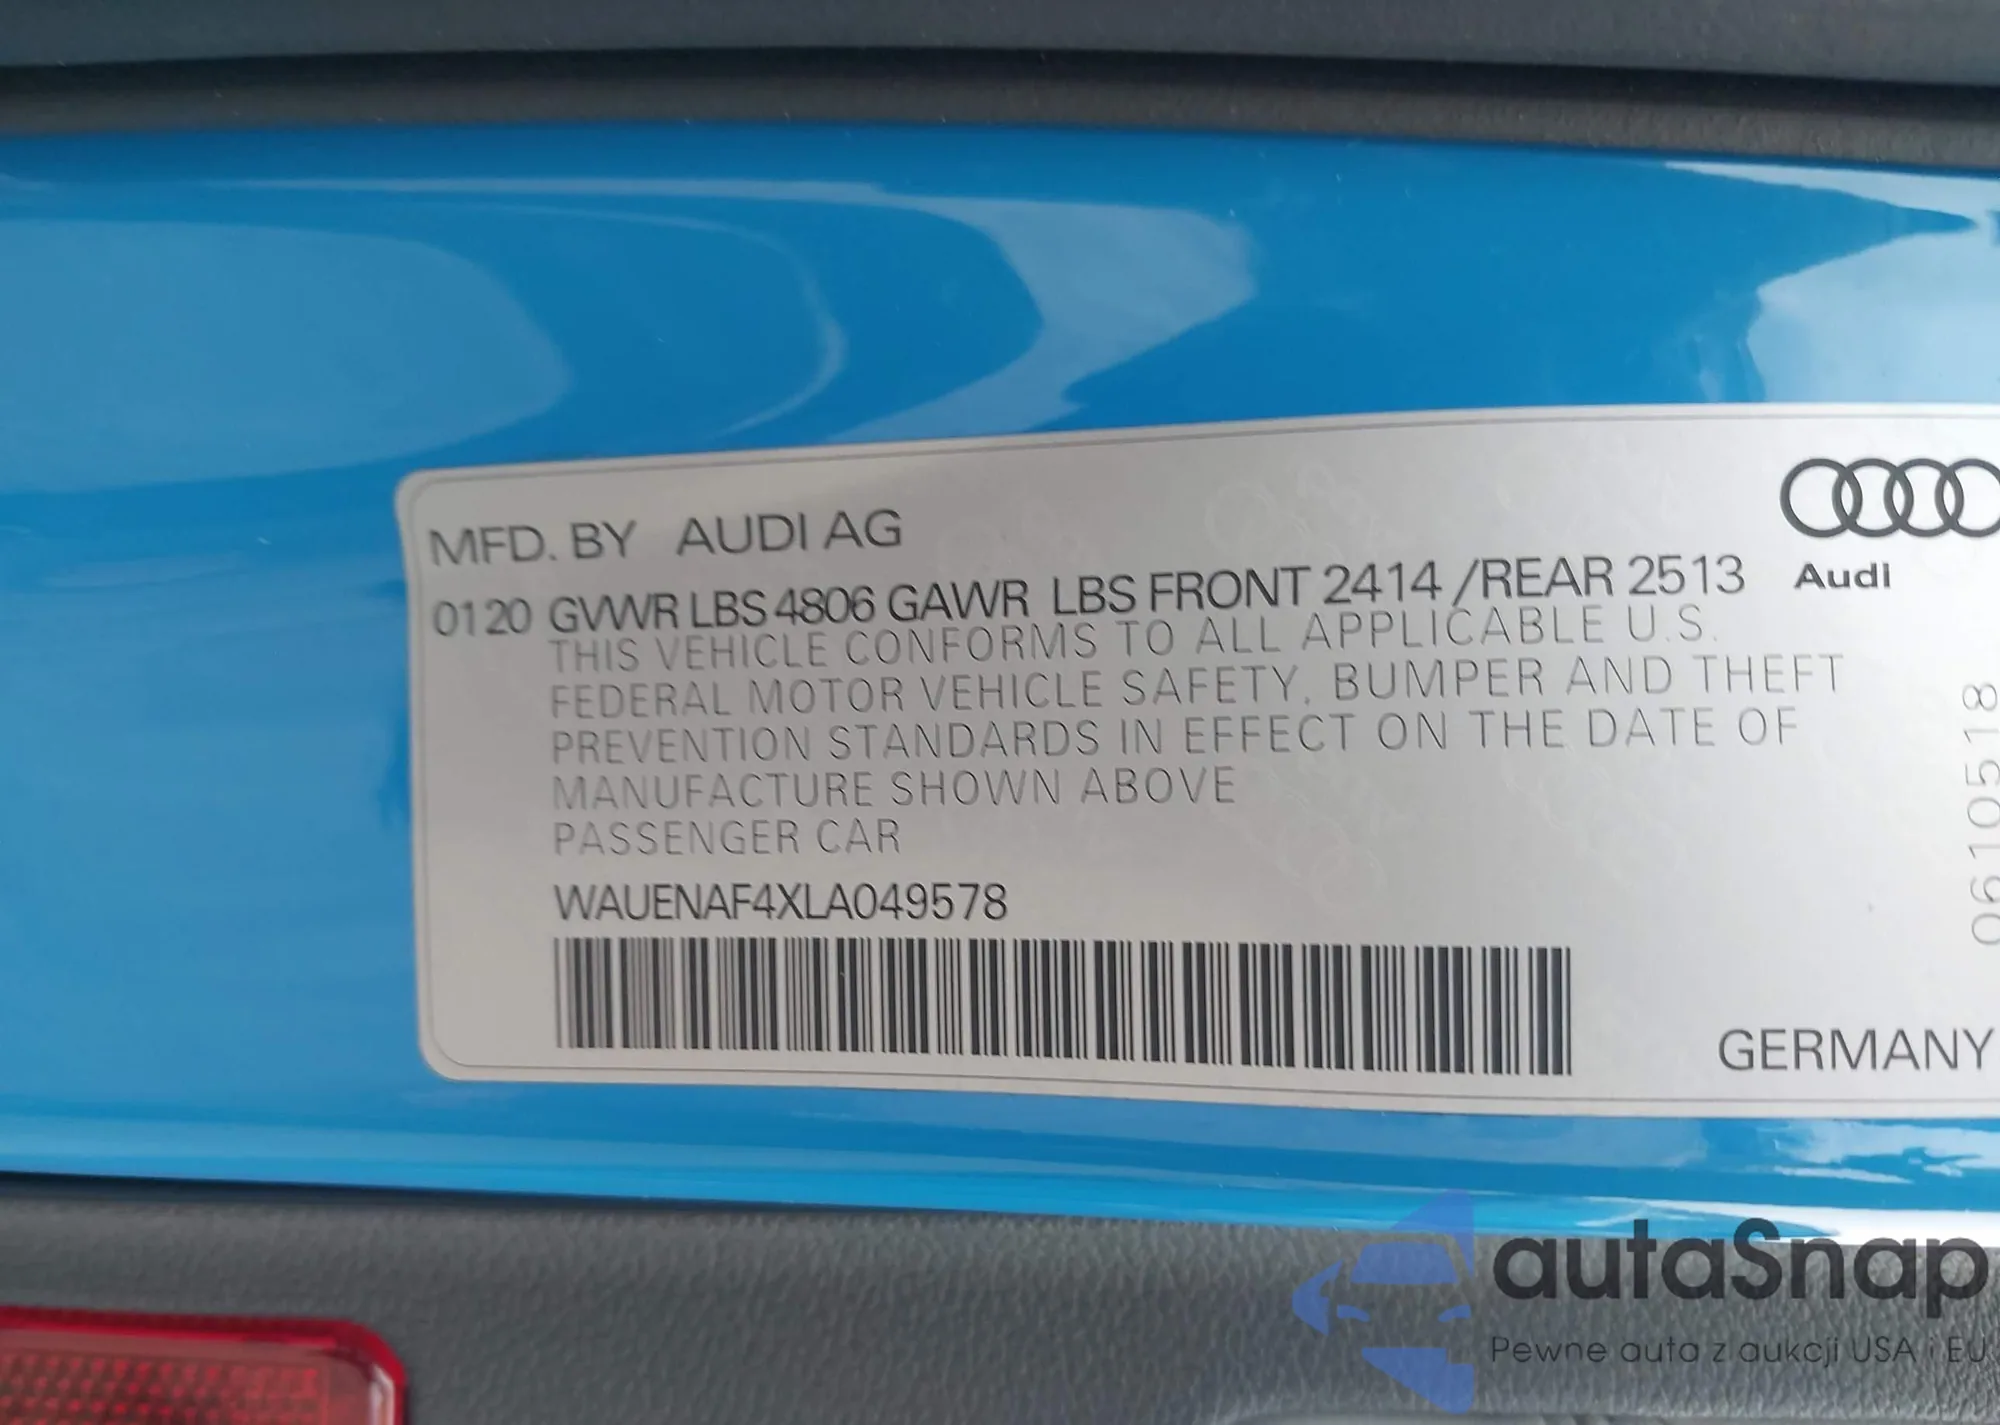 MFD. BY AUDI AG
0120 GVWR LBS 4806 GAWR LBS FRONT 2414 /REAR 2513
THIS VEHICLE CONFORMS TO ALL APPLICABLE U.S.
FEDERAL MOTOR VEHICLE SAFETY, BUMPER AND THEFT
PREVENTION STANDARDS IN EFFECT ON THE DATE OF
MANUFACTURE SHOWN ABOVE
PASSENGER CAR
WAUENAF4XLA049578
Audi
0610518
GERMANY
autaSnap
Pewne auta z aukcji USA i EU